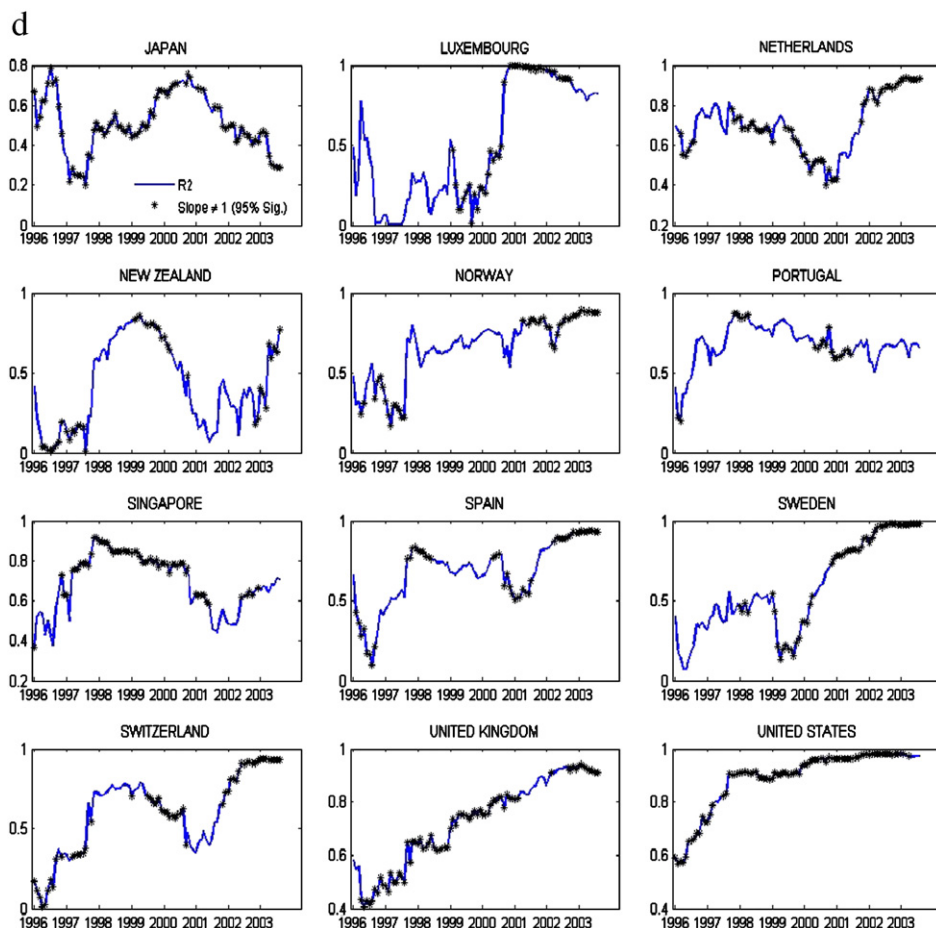 d
JAPAN LUXEMBOURG NETHERLANDS
0.8 1 1
0.6
0.4 0.5 0.5
0.2 R2
Slope ≠ 1 (95% Sig.)
0 0 0
1996 1997 1998 1999 2000 2001 2002 2003 1996 1997 1998 1999 2000 2001 2002 2003 1996 1997 1998 1999 2000 2001 2002 2003
NEW ZEALAND NORWAY PORTUGAL
1 1 1
0.5 0.5 0.5
0 0 0
1996 1997 1998 1999 2000 2001 2002 2003 1996 1997 1998 1999 2000 2001 2002 2003 1996 1997 1998 1999 2000 2001 2002 2003
SINGAPORE SPAIN SWEDEN
1 1 1
0.8
0.6 0.5 0.5
0.4
0.2 0 0
1996 1997 1998 1999 2000 2001 2002 2003 1996 1997 1998 1999 2000 2001 2002 2003 1996 1997 1998 1999 2000 2001 2002 2003
SWITZERLAND UNITED KINGDOM UNITED STATES
1 1 1
0.8 0.8
0.5
0.6 0.6
0 0.4 0.4
1996 1997 1998 1999 2000 2001 2002 2003 1996 1997 1998 1999 2000 2001 2002 2003 1996 1997 1998 1999 2000 2001 2002 2003